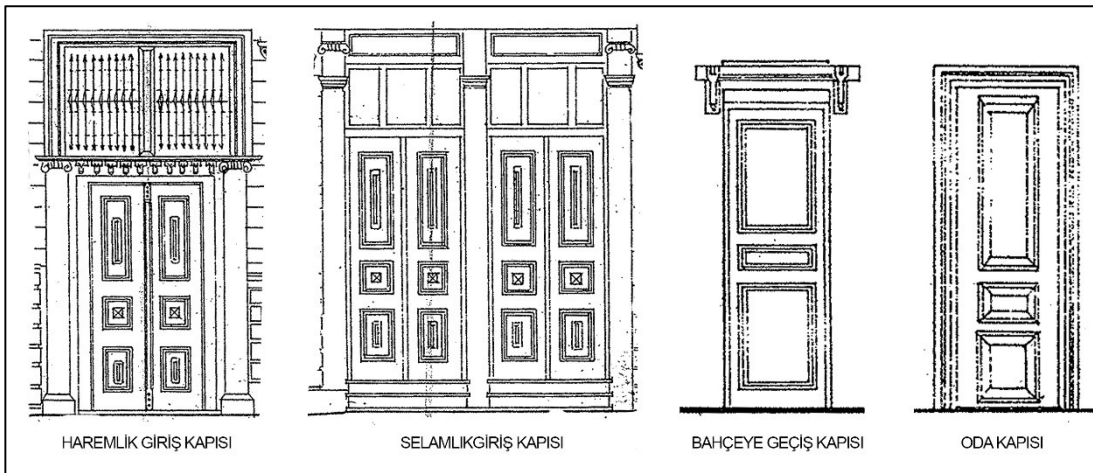 HAREMLİK GİRİŞ KAPISI
SELAMLIKGİRİŞ KAPISI
BAHÇEYE GEÇİŞ KAPISI
ODA KAPISI